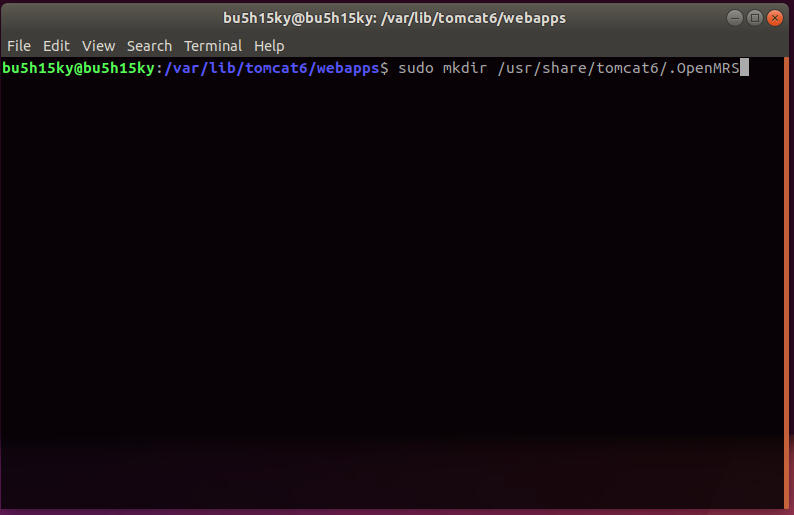 bu5h15ky@bu5h15ky: /var/lib/tomcat6/webapps
File Edit View Search Terminal Help
bu5h15ky@bu5h15ky:/var/lib/tomcat6/webapps$ sudo mkdir /usr/share/tomcat6/.OpenMRS